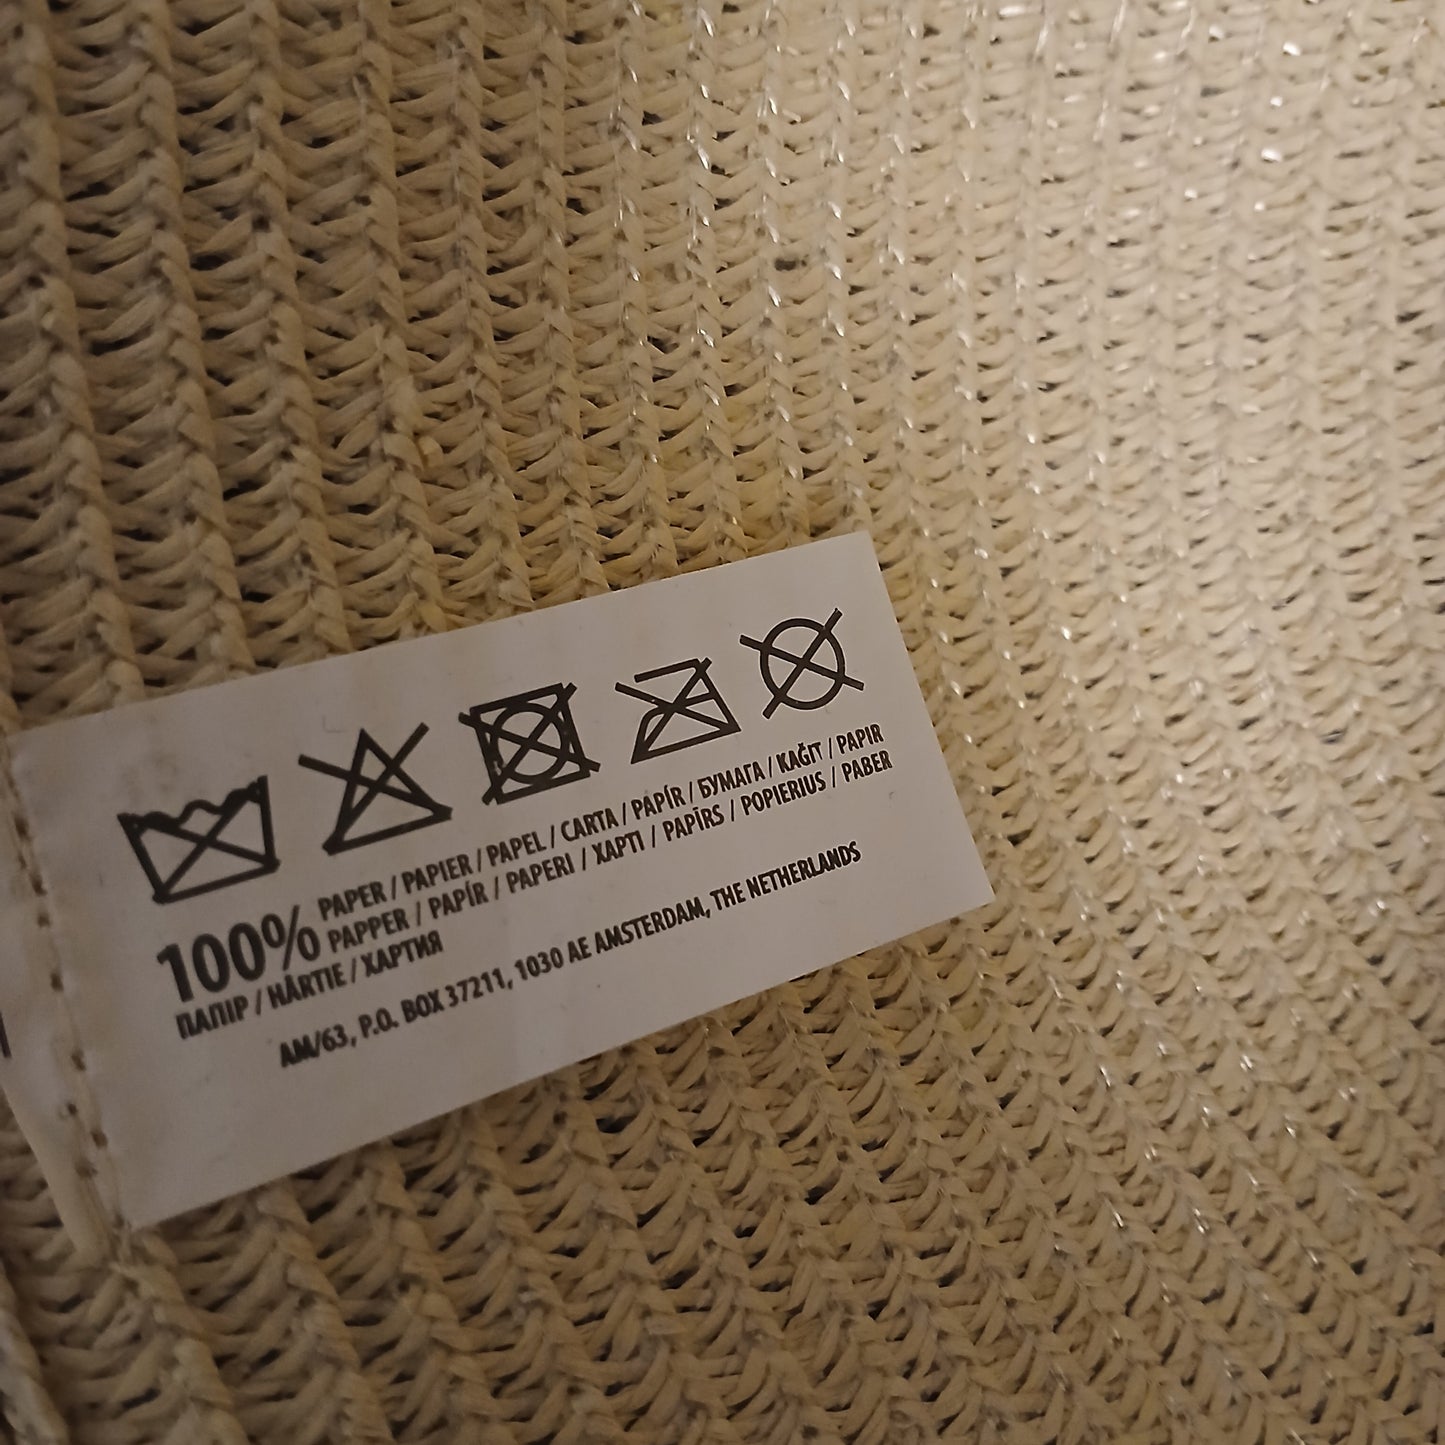 100% PAPER / PAPIER / PAPEL / CARTA / PAPÍR / БУМАГА / KAĞIT / PAPIR
PAPPER / PAPÍR / PAPERI / ΧΑΡΤΙ / PAPĪRS / POPIERIUS / PABER
ПАПІР / HÂRTIE / ХАРТИЯ
AM/63, P.O. BOX 37211, 1030 AE AMSTERDAM, THE NETHERLANDS